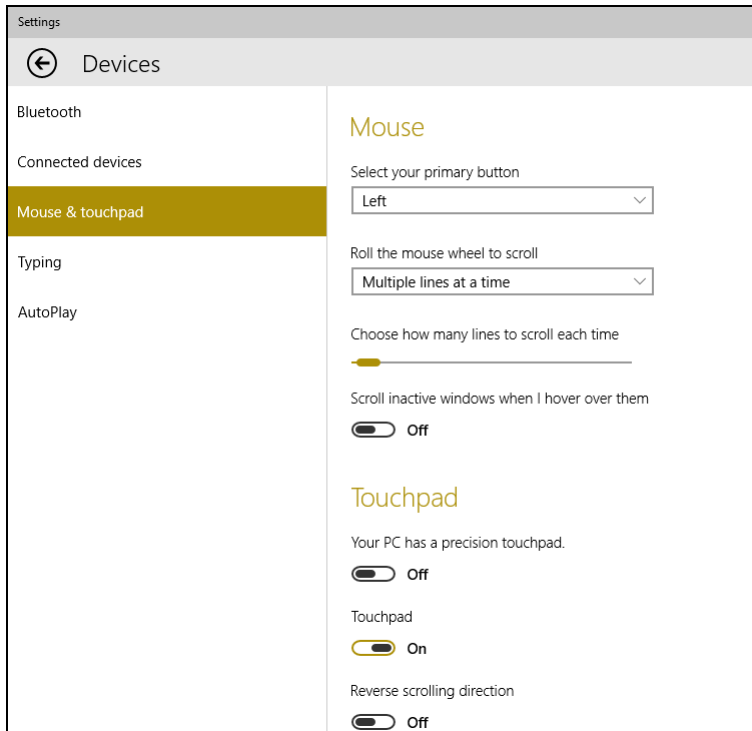 Settings
Devices
Bluetooth
Connected devices
Mouse & touchpad
Typing
AutoPlay
Mouse
Select your primary button
Left
Roll the mouse wheel to scroll
Multiple lines at a time
Choose how many lines to scroll each time
Scroll inactive windows when I hover over them
Off
Touchpad
Your PC has a precision touchpad.
Off
Touchpad
On
Reverse scrolling direction
Off